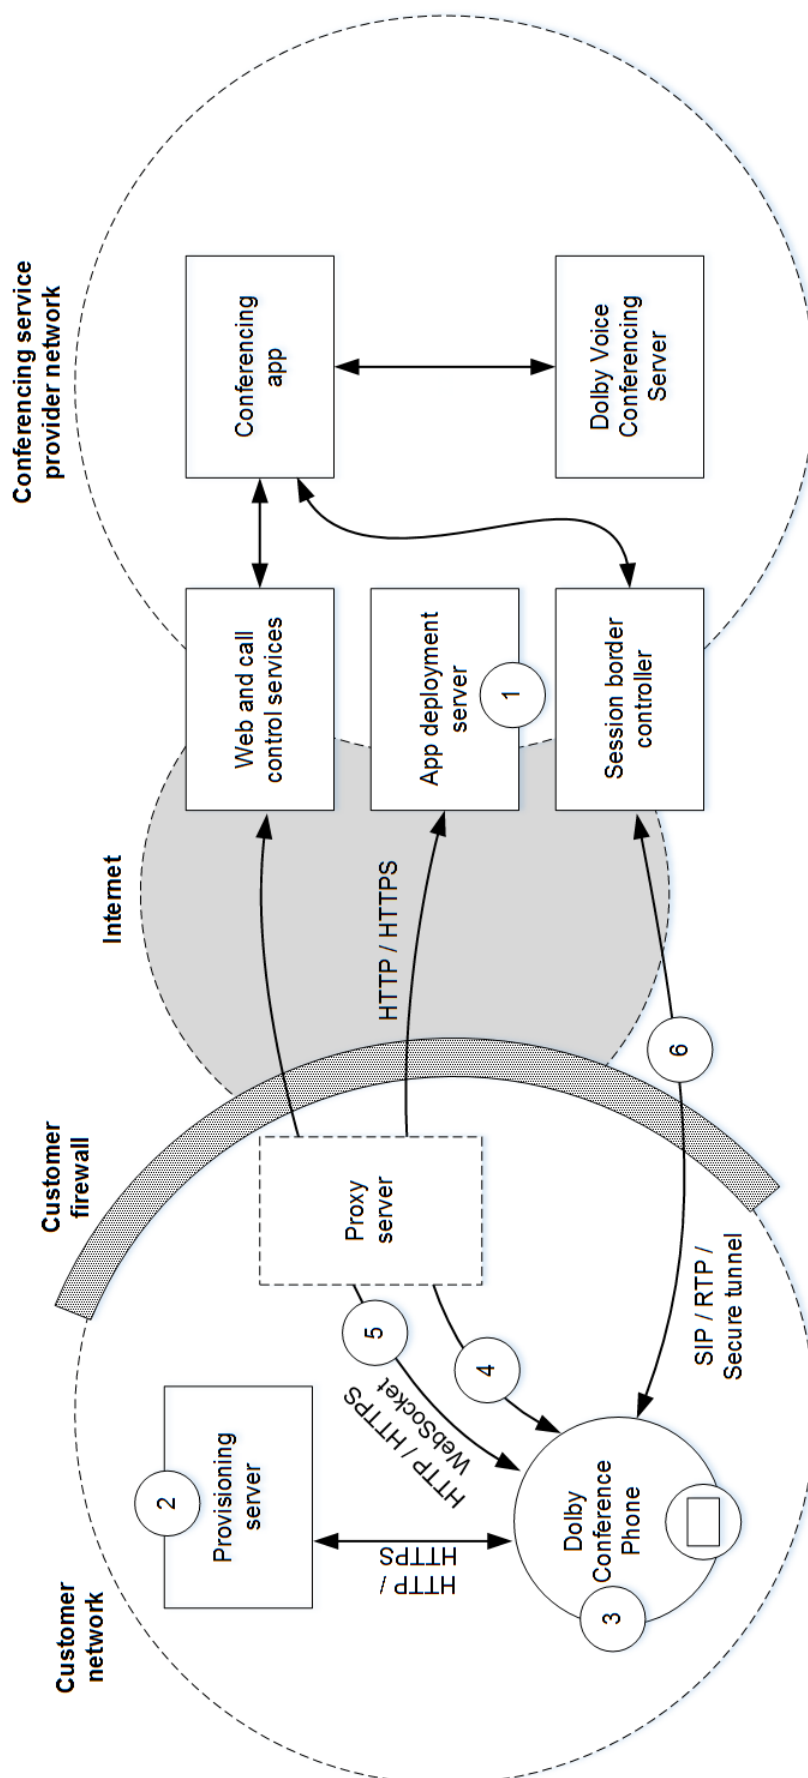 Customer
network
Customer
firewall
Internet
Conferencing service
provider network
2
Provisioning
server
HTTP /
HTTPS
3
Dolby
Conference
Phone
HTTP / HTTPS
WebSocket
5
4
Proxy
server
HTTP / HTTPS
SIP / RTP /
Secure tunnel
6
Web and call
control services
App deployment
server
1
Session border
controller
Conferencing
app
Dolby Voice
Conferencing
Server